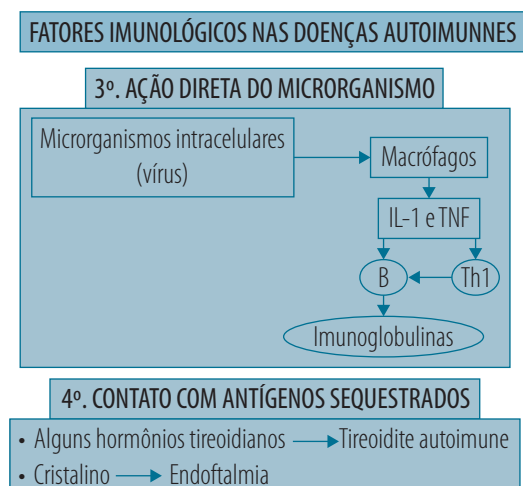 FATORES IMUNOLÓGICOS NAS DOENÇAS AUTOIMUNNES
3º. AÇÃO DIRETA DO MICRORGANISMO
Microrganismos intracelulares
(vírus)
Macrófagos
IL-1 e TNF
B
Th1
Imunoglobulinas
4º. CONTATO COM ANTÍGENOS SEQUESTRADOS
• Alguns hormônios tireoidianos → Tireoidite autoimune
• Cristalino → Endoftalmia